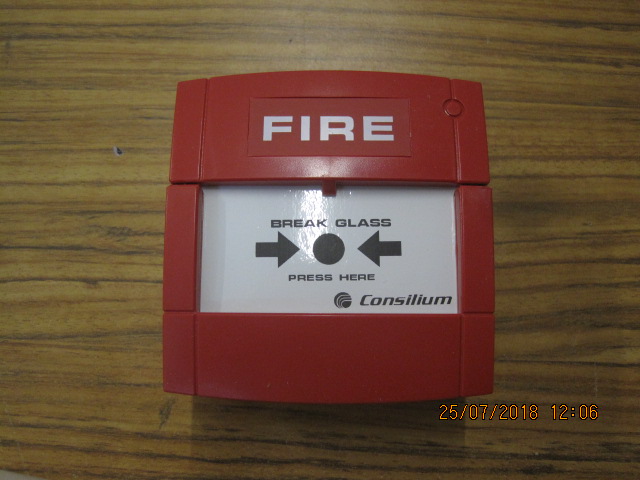 FIRE
BREAK GLASS
PRESS HERE
Consilium
25/07/2018 12:06